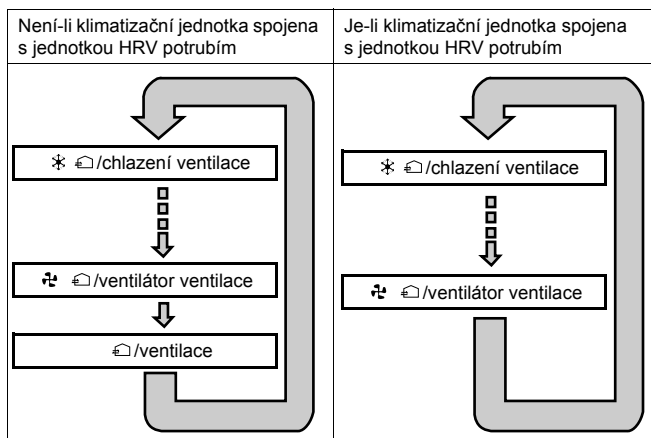 Není-li klimatizační jednotka spojena
s jednotkou HRV potrubím
/chlazení ventilace
/ventilátor ventilace
/ventilace
Je-li klimatizační jednotka spojena
s jednotkou HRV potrubím
/chlazení ventilace
/ventilátor ventilace